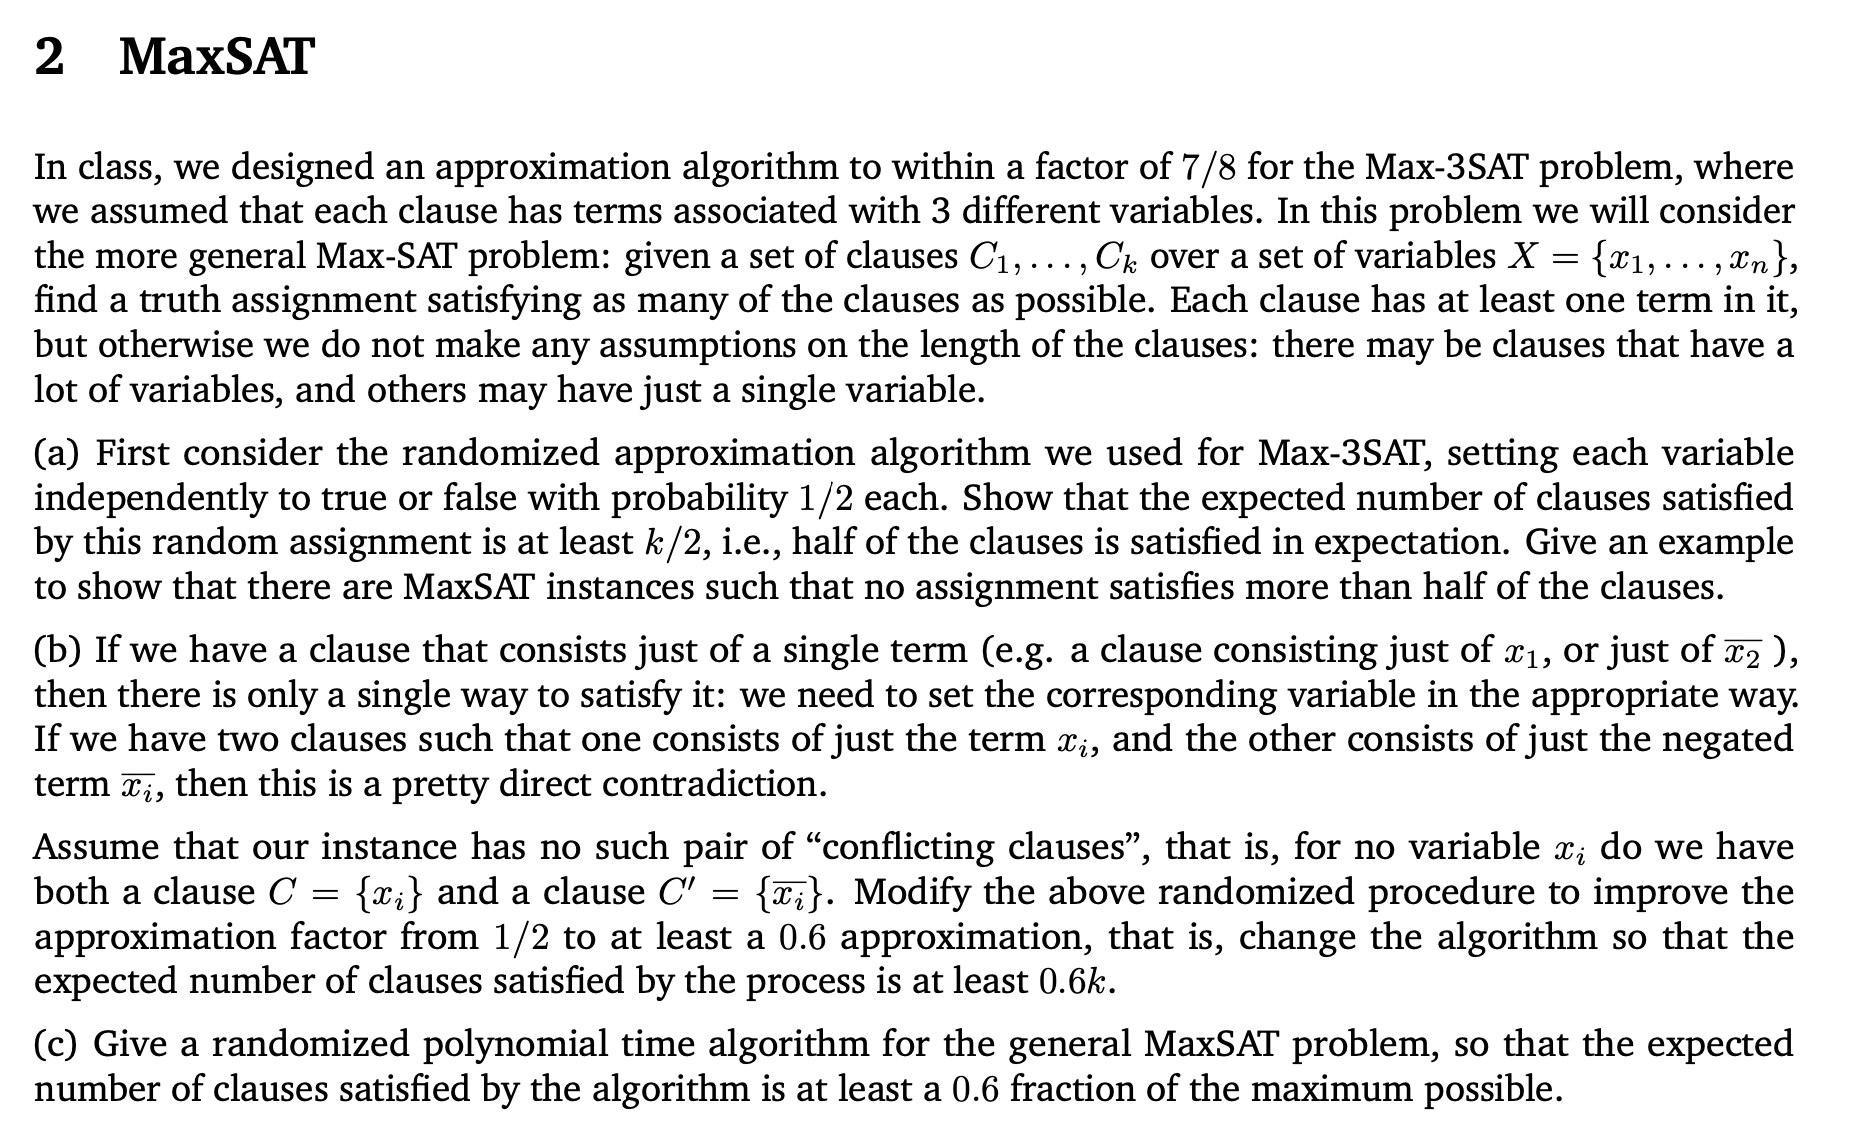 2 MaxSAT
In class, we designed an approximation algorithm to within a factor of 7/8 for the Max-3SAT problem, where
we assumed that each clause has terms associated with 3 different variables. In this problem we will consider
the more general Max-SAT problem: given a set of clauses C₁, . . . , Cₖ over a set of variables X = {x₁, . . . , xₙ},
find a truth assignment satisfying as many of the clauses as possible. Each clause has at least one term in it,
but otherwise we do not make any assumptions on the length of the clauses: there may be clauses that have a
lot of variables, and others may have just a single variable.
(a) First consider the randomized approximation algorithm we used for Max-3SAT, setting each variable
independently to true or false with probability 1/2 each. Show that the expected number of clauses satisfied
by this random assignment is at least k/2, i.e., half of the clauses is satisfied in expectation. Give an example
to show that there are MaxSAT instances such that no assignment satisfies more than half of the clauses.
(b) If we have a clause that consists just of a single term (e.g. a clause consisting just of x₁, or just of x̅₂ ),
then there is only a single way to satisfy it: we need to set the corresponding variable in the appropriate way.
If we have two clauses such that one consists of just the term xᵢ, and the other consists of just the negated
term x̅ᵢ, then this is a pretty direct contradiction.
Assume that our instance has no such pair of “conflicting clauses”, that is, for no variable xᵢ do we have
both a clause C = {xᵢ} and a clause C′ = {x̅ᵢ}. Modify the above randomized procedure to improve the
approximation factor from 1/2 to at least a 0.6 approximation, that is, change the algorithm so that the
expected number of clauses satisfied by the process is at least 0.6k.
(c) Give a randomized polynomial time algorithm for the general MaxSAT problem, so that the expected
number of clauses satisfied by the algorithm is at least a 0.6 fraction of the maximum possible.